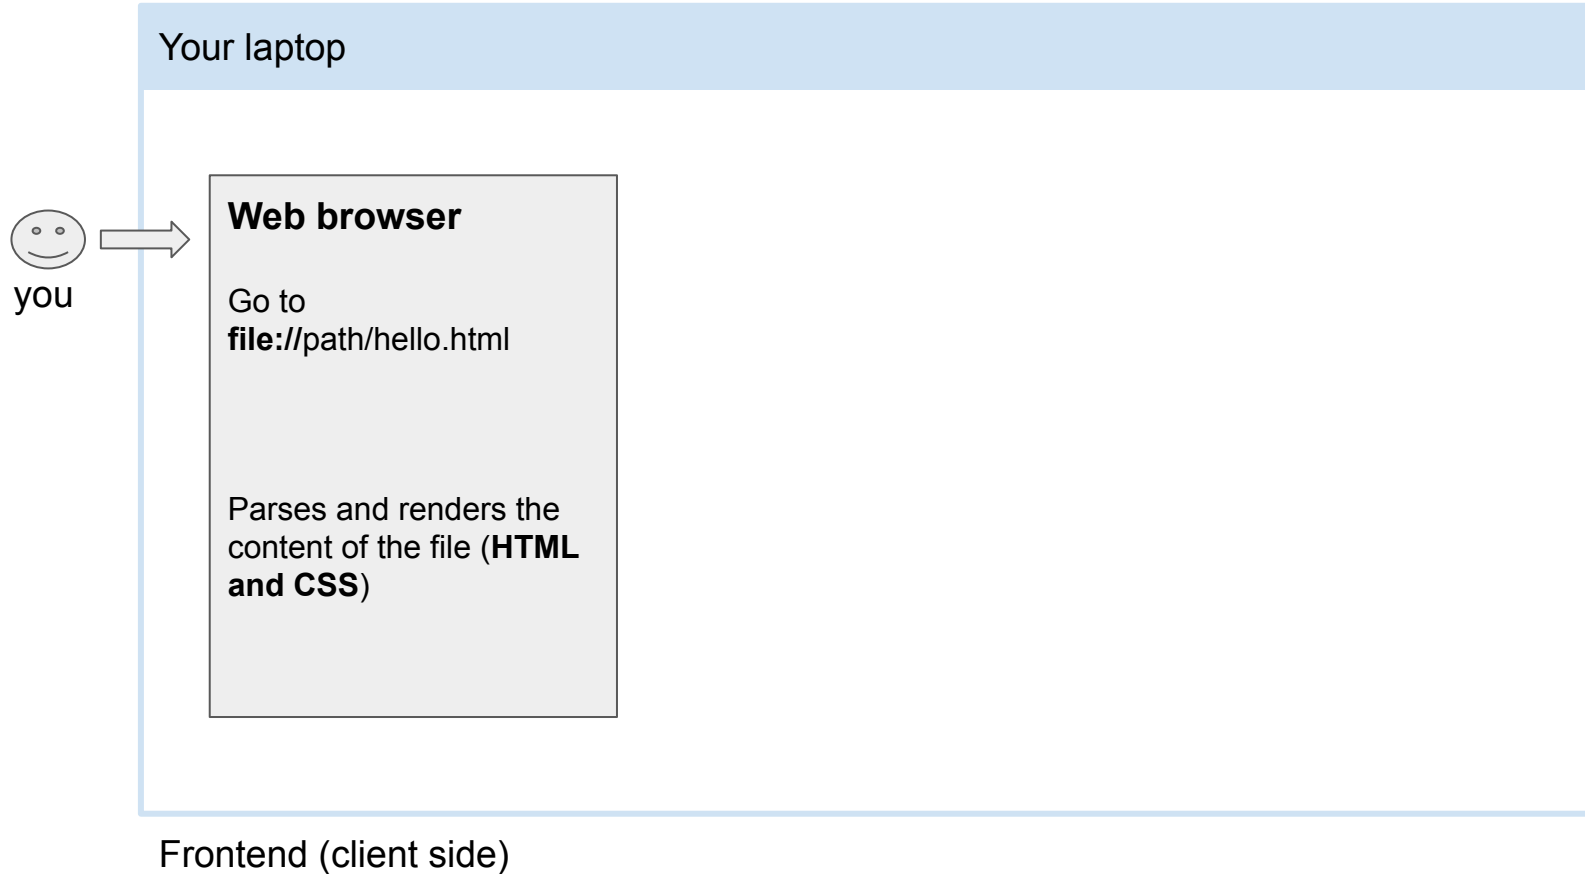 Your laptop
Web browser
you
Go to
file://path/hello.html
Parses and renders the
content of the file (HTML
and CSS)
Frontend (client side)